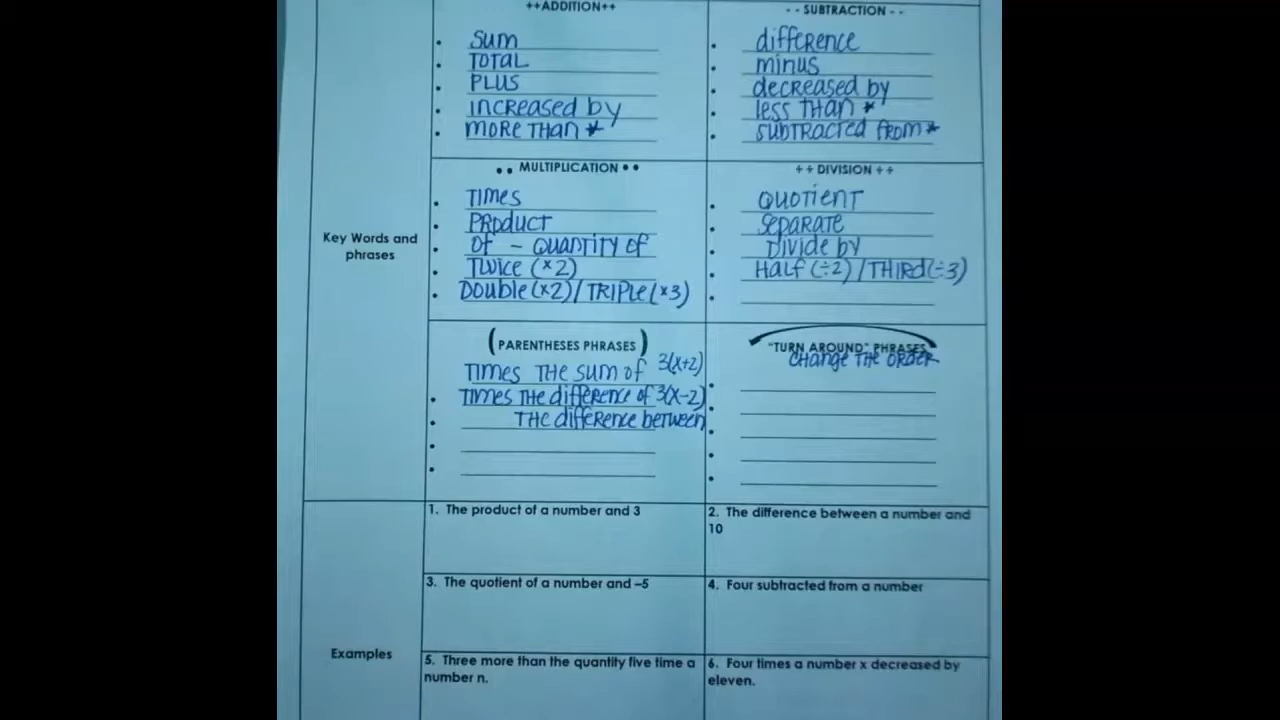 ++ADDITION++
• SUM
• TOTAL
• PLUS
• INCREASED BY
• MORE THAN *
- - SUBTRACTION - -
• difference
• minus
• decreased by
• less THAN *
• SUBTRACTED FROM *
Key Words and
phrases
•• MULTIPLICATION ••
• TIMES
• PRODUCT
• OF - QUANTITY OF
• TWICE (×2)
• DOUBLE (×2) / TRIPLE (×3)
++ DIVISION ++
• QUOTIENT
• SEPARATE
• DIVIDE BY
• HALF (÷2) / THIRD (÷3)
•
(PARENTHESES PHRASES)
TIMES THE SUM OF 3(x+2)
• TIMES THE difference OF 3(x-2)
• THE difference BETWEEN
•
•
"TURN AROUND" PHRASES
CHANGE THE ORDER
•
•
•
•
•
Examples
1. The product of a number and 3
2. The difference between a number and
10
3. The quotient of a number and –5
4. Four subtracted from a number
5. Three more than the quantity five time a
number n.
6. Four times a number x decreased by
eleven.